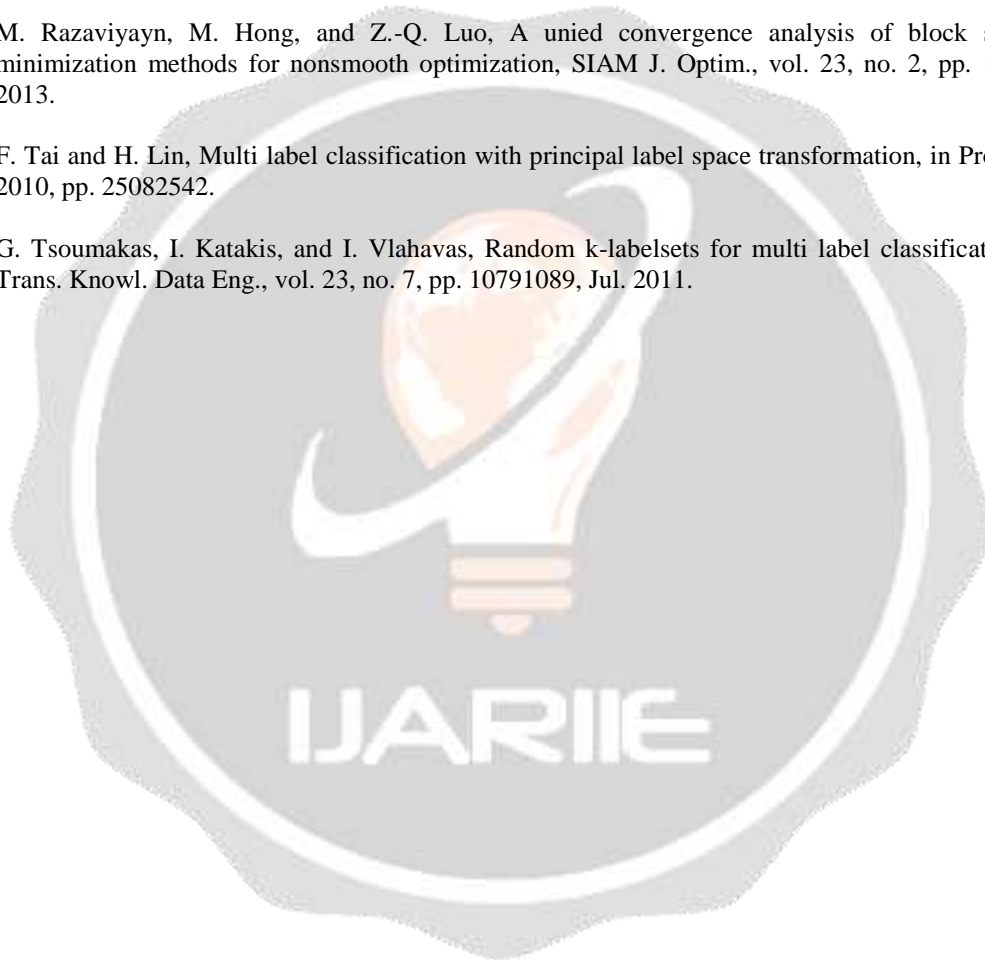 M. Razaviyayn, M. Hong, and Z.-Q. Luo, A unied convergence analysis of block
minimization methods for nonsmooth optimization, SIAM J. Optim., vol. 23, no. 2, pp.
2013.
F. Tai and H. Lin, Multi label classification with principal label space transformation, in
2010, pp. 25082542.
G. Tsoumakas, I. Katakis, and I. Vlahavas, Random k-labelsets for multi label
Trans. Knowl. Data Eng., vol. 23, no. 7, pp. 10791089, Jul. 2011.
IJARIIE